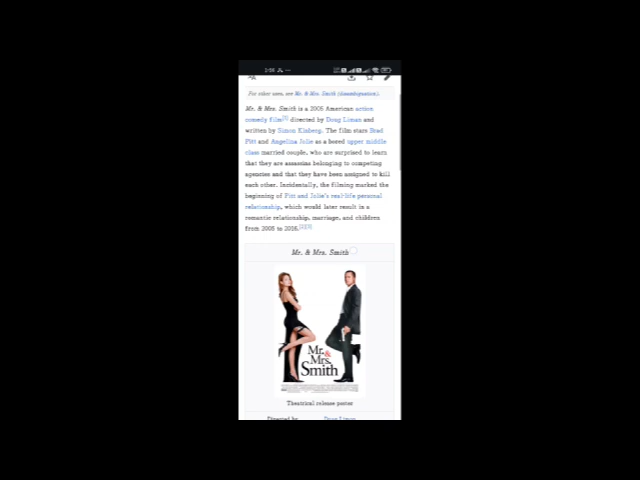 For other uses, see Mr. & Mrs. Smith (disambiguation).
Mr. & Mrs. Smith is a 2005 American action
comedy film[3] directed by Doug Liman and
written by Simon Kinberg. The film stars Brad
Pitt and Angelina Jolie as a bored upper middle
class married couple, who are surprised to learn
that they are assassins belonging to competing
agencies and that they have been assigned to kill
each other. Incidentally, the filming marked the
beginning of Pitt and Jolie's real-life personal
relationship, which would later result in a
romantic relationship, marriage, and children
from 2005 to 2016.
Mr. & Mrs. Smith
Mr.
&
Mrs.
Smith
Theatrical release poster
Directed by Doug Liman